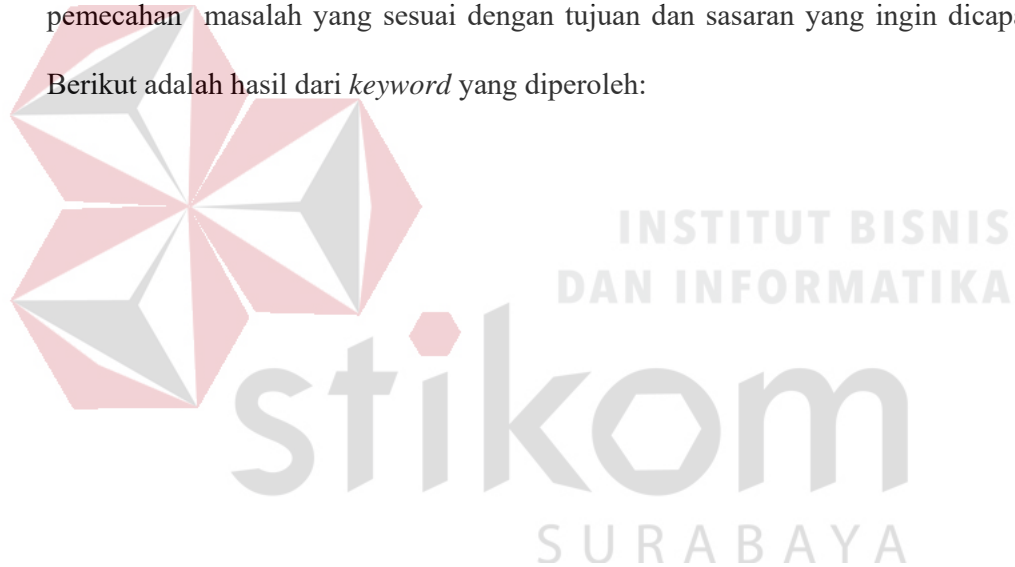 pemecahan masalah yang sesuai dengan tujuan dan sasaran yang ingin
Berikut adalah hasil dari keyword yang diperoleh:
INSTITUT BISNIS
DAN INFORMATIKA
stikom
SURABAYA